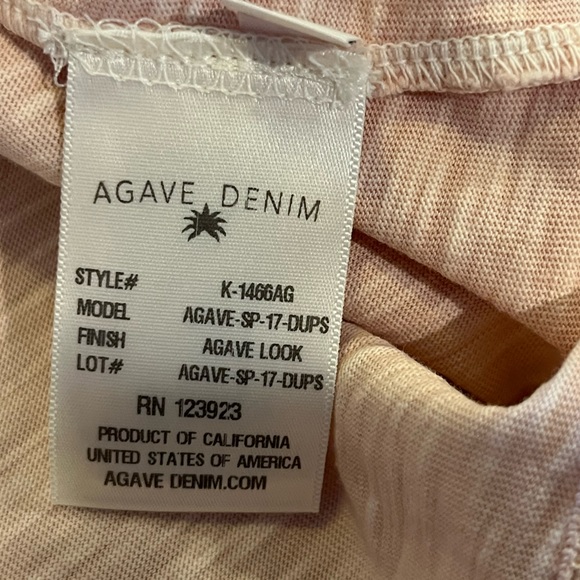 AGAVE DENIM
STYLE# K-1466AG
MODEL AGAVE-SP-17-DUPS
FINISH AGAVE LOOK
LOT# AGAVE-SP-17-DUPS
RN 123923
PRODUCT OF CALIFORNIA
UNITED STATES OF AMERICA
AGAVE DENIM.COM